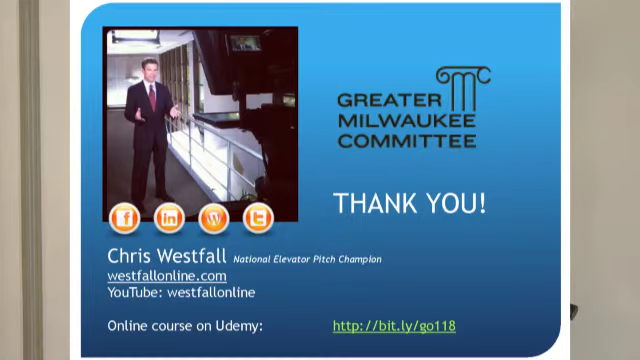 GREATER
MILWAUKEE
COMMITTEE
THANK YOU!
Chris Westfall National Elevator Pitch Champion
westfallonline.com
YouTube: westfallonline
Online course on Udemy: http://bit.ly/go118